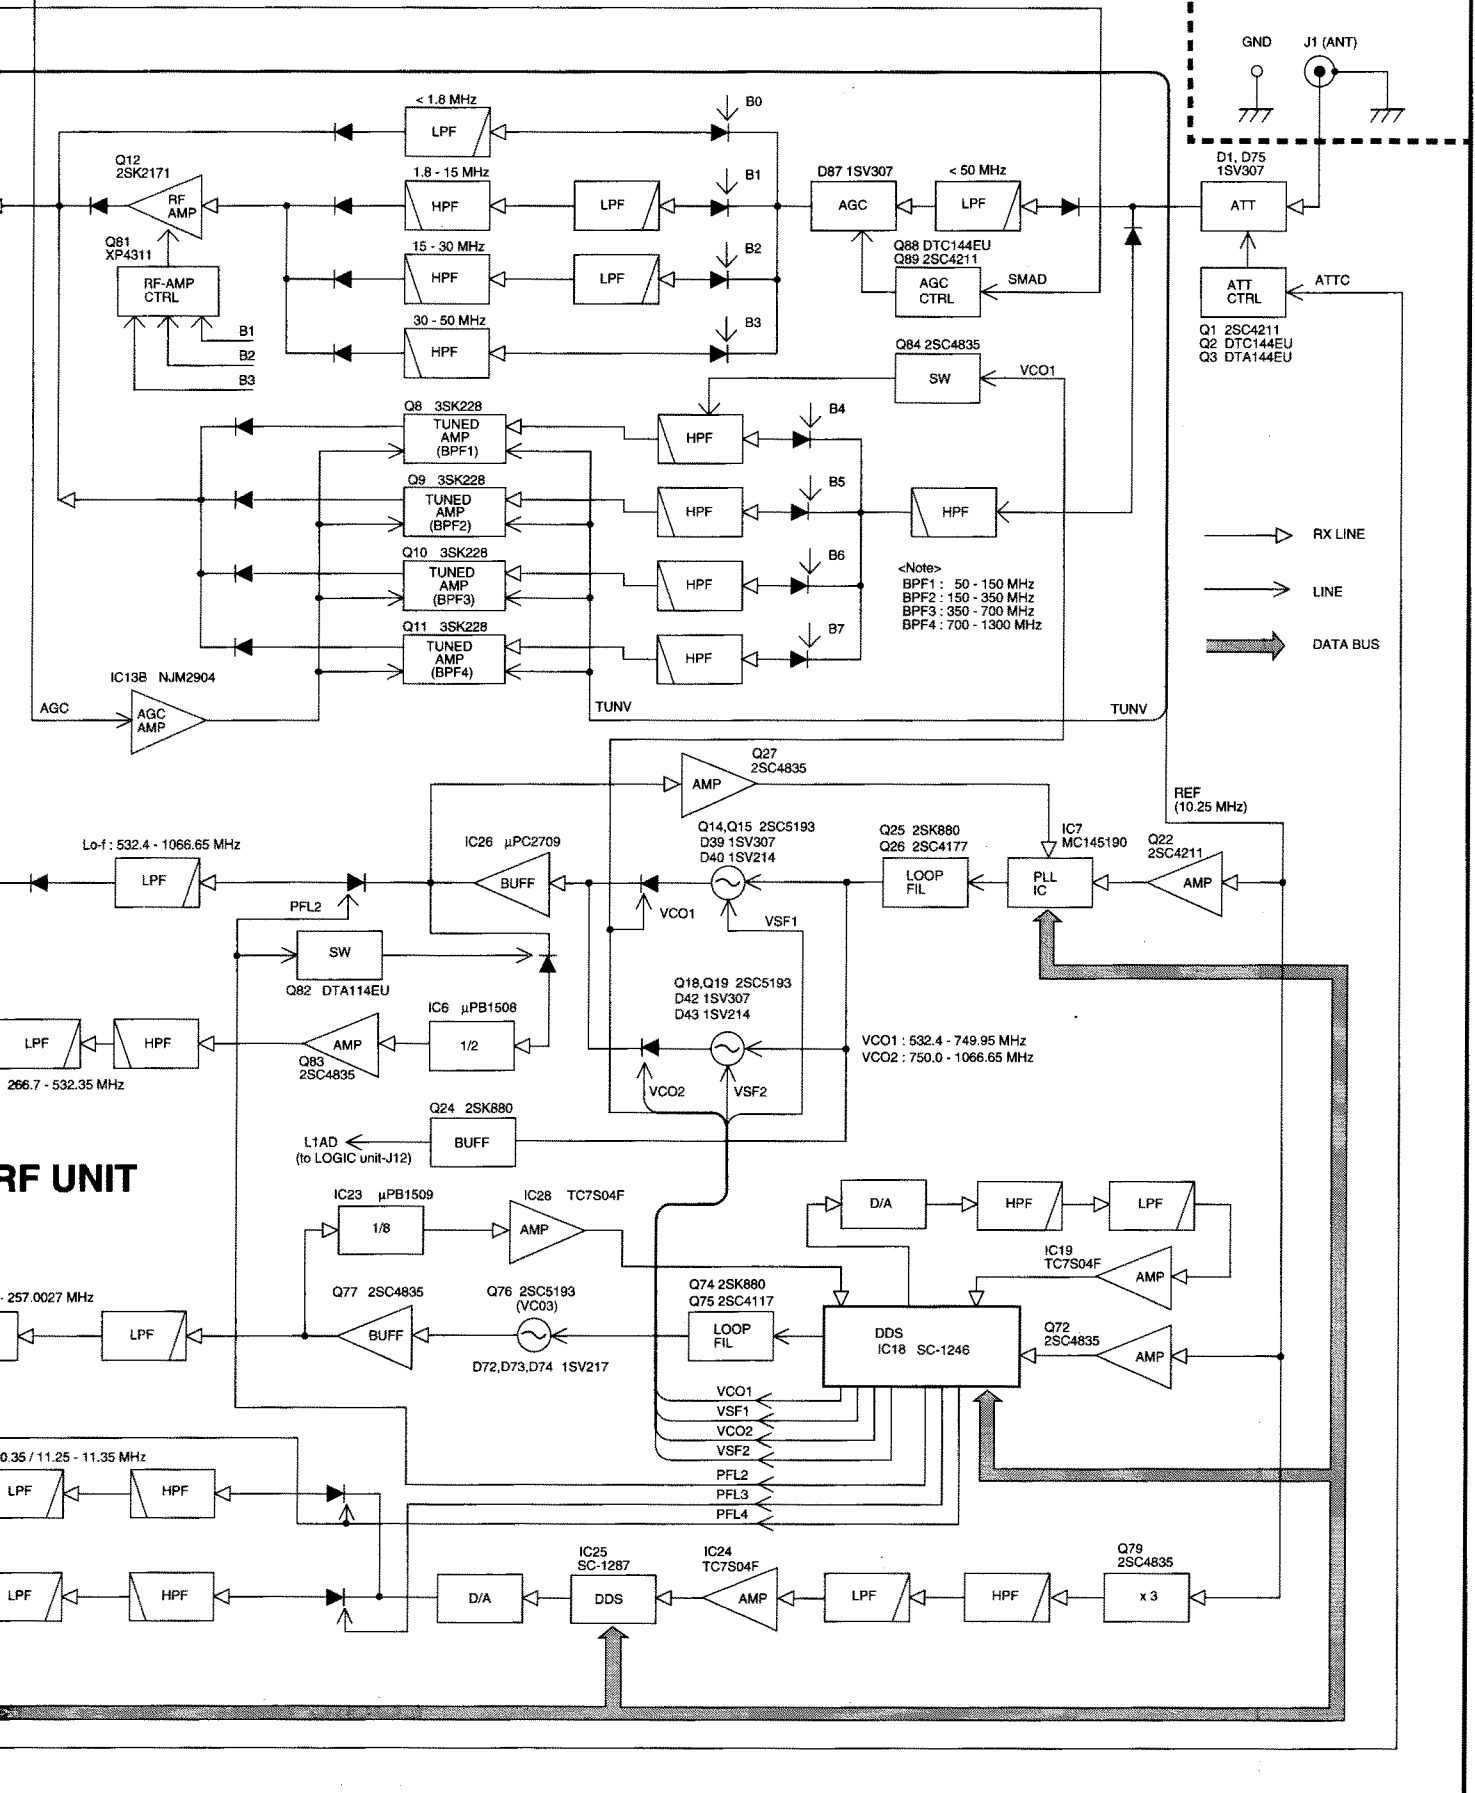 GND
J1 (ANT)
< 1.8 MHz
B0
LPF
Q12
2SK2171
RF
AMP
1.8 - 15 MHz
HPF
LPF
B1
D87 1SV307
AGC
< 50 MHz
LPF
D1, D75
1SV307
ATT
Q81
XP4311
RF-AMP
CTRL
B1
B2
B3
15 - 30 MHz
HPF
LPF
B2
Q88 DTC144EU
Q89 2SC4211
AGC
CTRL
SMAD
ATT
CTRL
ATTC
Q1 2SC4211
Q2 DTC144EU
Q3 DTA144EU
30 - 50 MHz
HPF
B3
Q84 2SC4835
SW
VCO1
Q8 3SK228
TUNED
AMP
(BPF1)
HPF
B4
Q9 3SK228
TUNED
AMP
(BPF2)
HPF
B5
HPF
Q10 3SK228
TUNED
AMP
(BPF3)
HPF
B6
Q11 3SK228
TUNED
AMP
(BPF4)
HPF
B7
<Note>
BPF1 : 50 - 150 MHz
BPF2 : 150 - 350 MHz
BPF3 : 350 - 700 MHz
BPF4 : 700 - 1300 MHz
RX LINE
LINE
DATA BUS
IC13B NJM2904
AGC
AGC
AMP
TUNV
TUNV
Q27
2SC4835
AMP
REF
(10.25 MHz)
Lo-f : 532.4 - 1066.65 MHz
LPF
IC26 µPC2709
BUFF
Q14,Q15 2SC5193
D39 1SV307
D40 1SV214
Q25 2SK880
Q26 2SC4177
LOOP
FIL
IC7
MC145190
PLL
IC
Q22
2SC4211
AMP
PFL2
VCO1
VSF1
SW
Q82 DTA114EU
Q18,Q19 2SC5193
D42 1SV307
D43 1SV214
IC6 µPB1508
1/2
LPF
HPF
AMP
Q83
2SC4835
266.7 - 532.35 MHz
VCO1 : 532.4 - 749.95 MHz
VCO2 : 750.0 - 1066.65 MHz
VCO2
VSF2
Q24 2SK880
BUFF
L1AD
(to LOGIC unit-J12)
RF UNIT
IC23 µPB1509
1/8
IC28 TC7S04F
AMP
D/A
HPF
LPF
IC19
TC7S04F
AMP
- 257.0027 MHz
LPF
Q77 2SC4835
BUFF
Q76 2SC5193
(VC03)
D72,D73,D74 1SV217
Q74 2SK880
Q75 2SC4117
LOOP
FIL
DDS
IC18 SC-1246
Q72
2SC4835
AMP
VCO1
VSF1
VCO2
VSF2
PFL2
PFL3
PFL4
0.35 / 11.25 - 11.35 MHz
LPF
HPF
LPF
HPF
D/A
IC25
SC-1287
DDS
IC24
TC7S04F
AMP
LPF
HPF
Q79
2SC4835
x 3